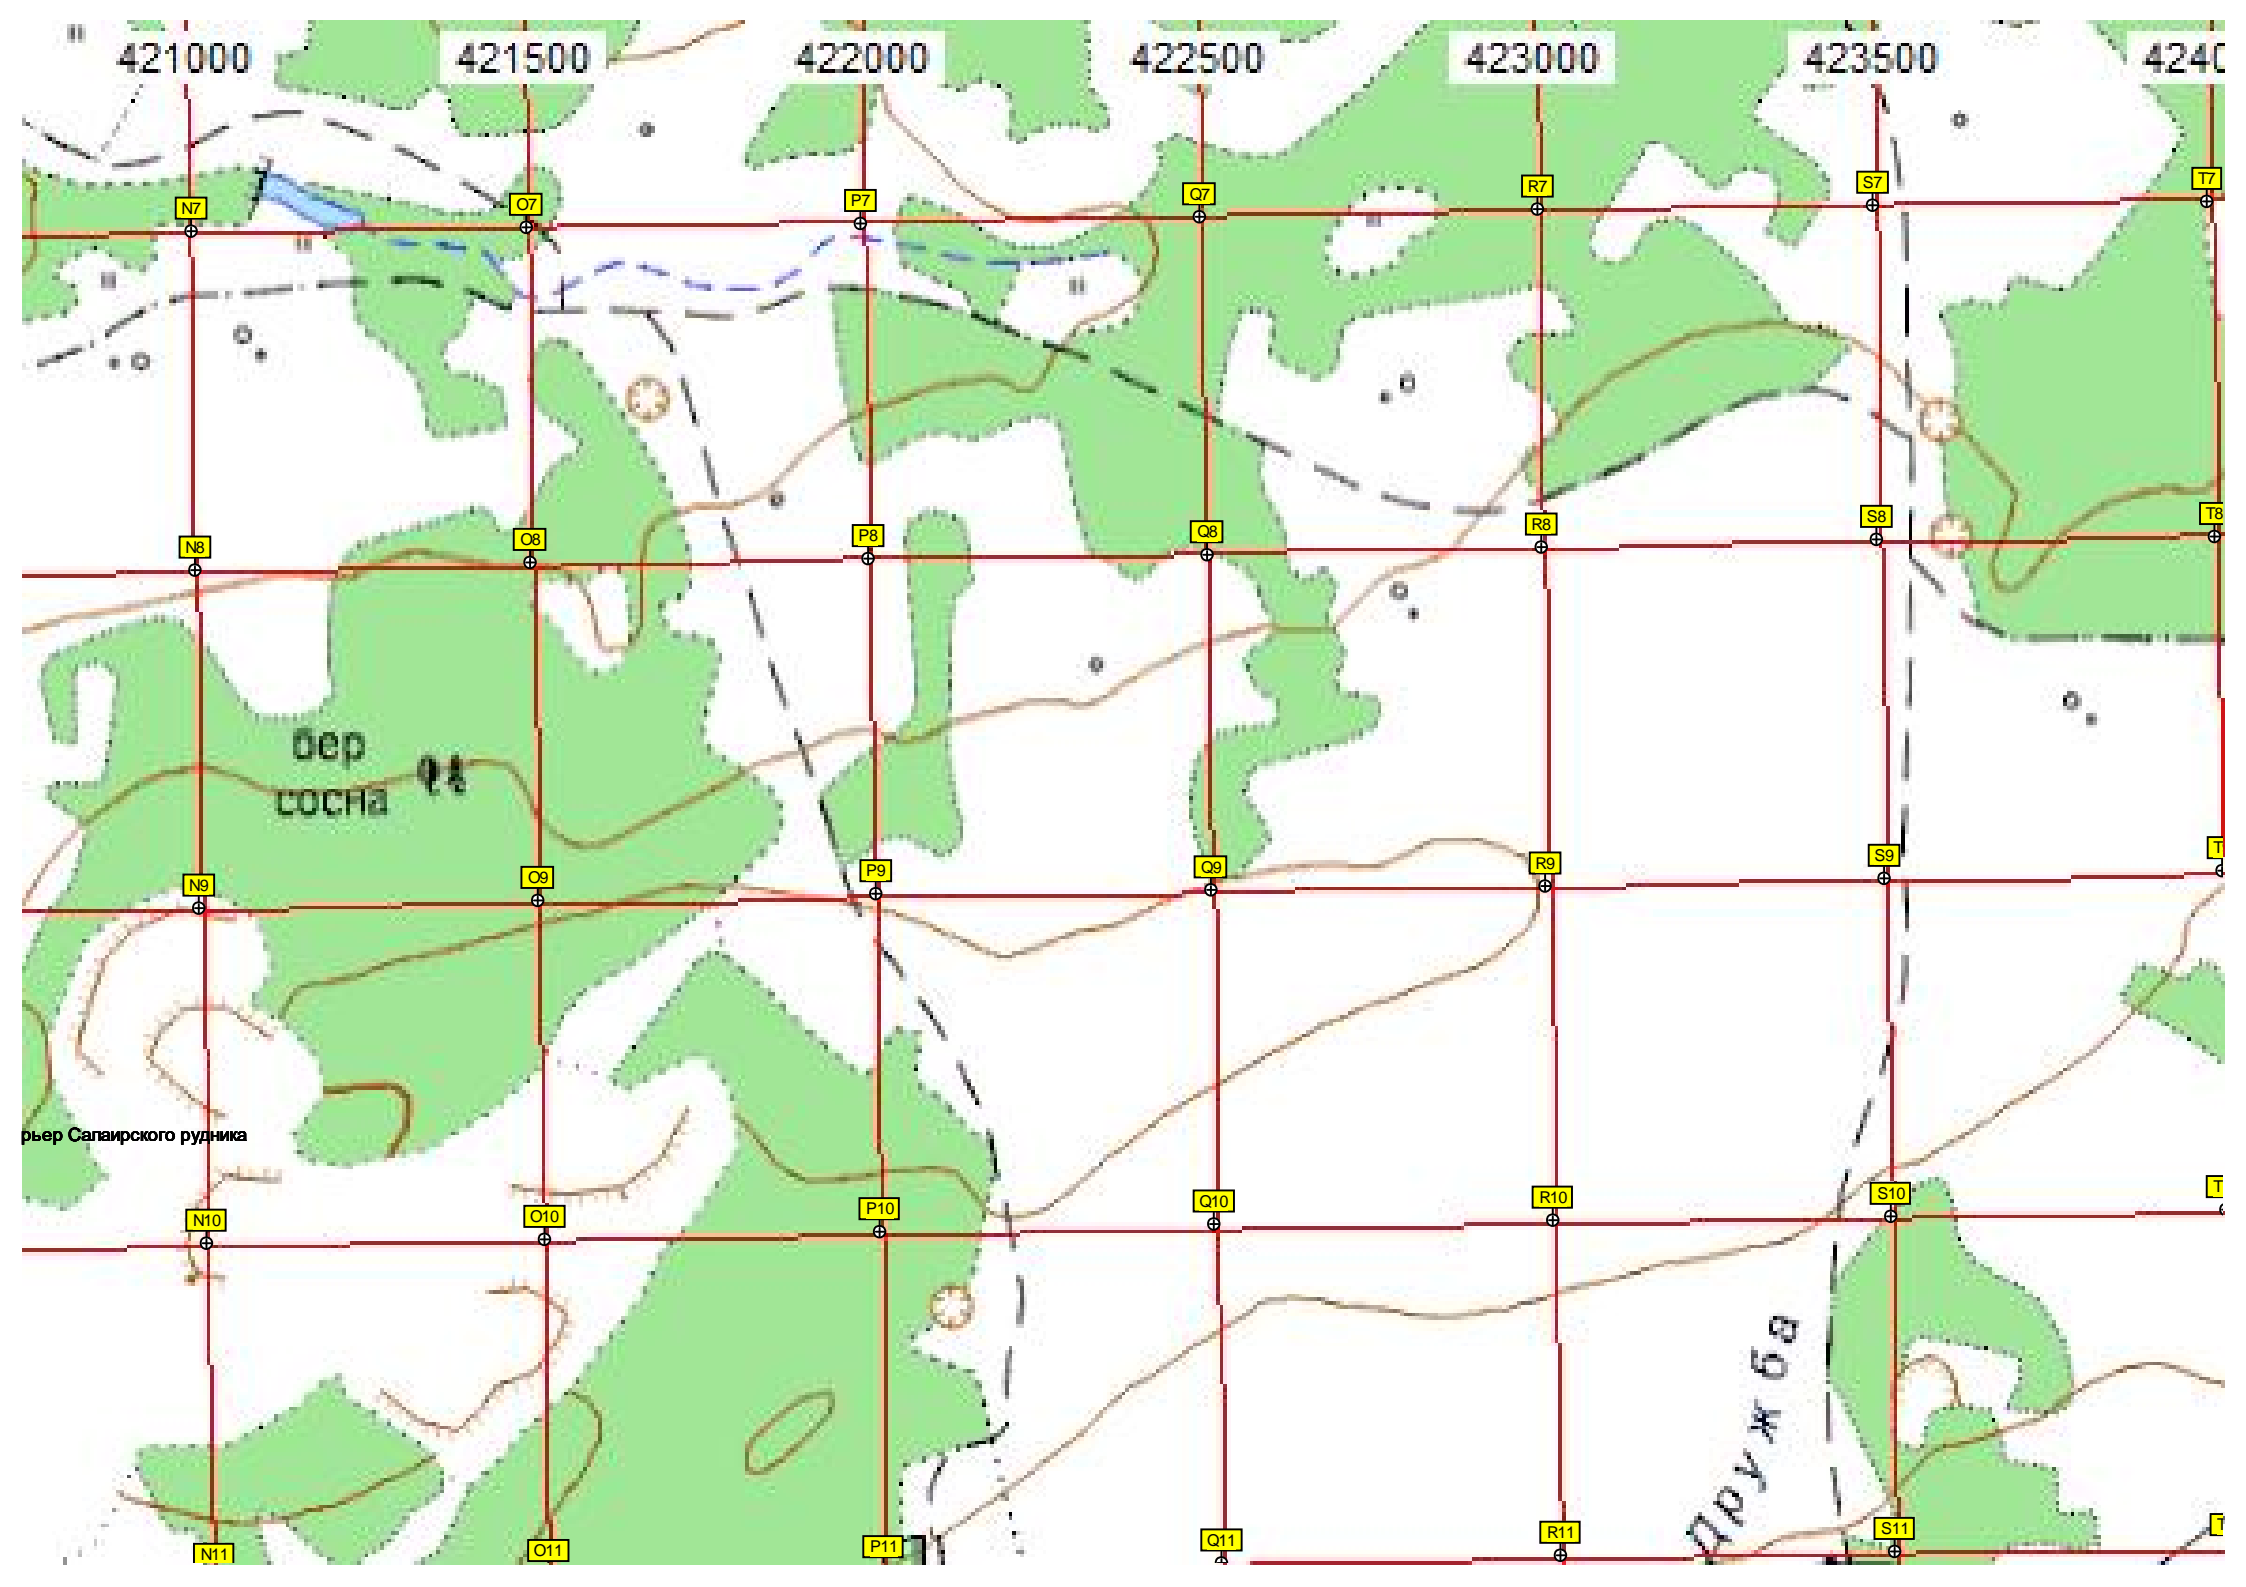 421000 421500 422000 422500 423000 423500 4240
N7 O7 P7 Q7 R7 S7 T7
N8 O8 P8 Q8 R8 S8 T8
бер
сосна
N9 O9 P9 Q9 R9 S9 T
рьер Салаирского рудника
N10 O10 P10 Q10 R10 S10 T
Дружба
N11 O11 P11 Q11 R11 S11 T